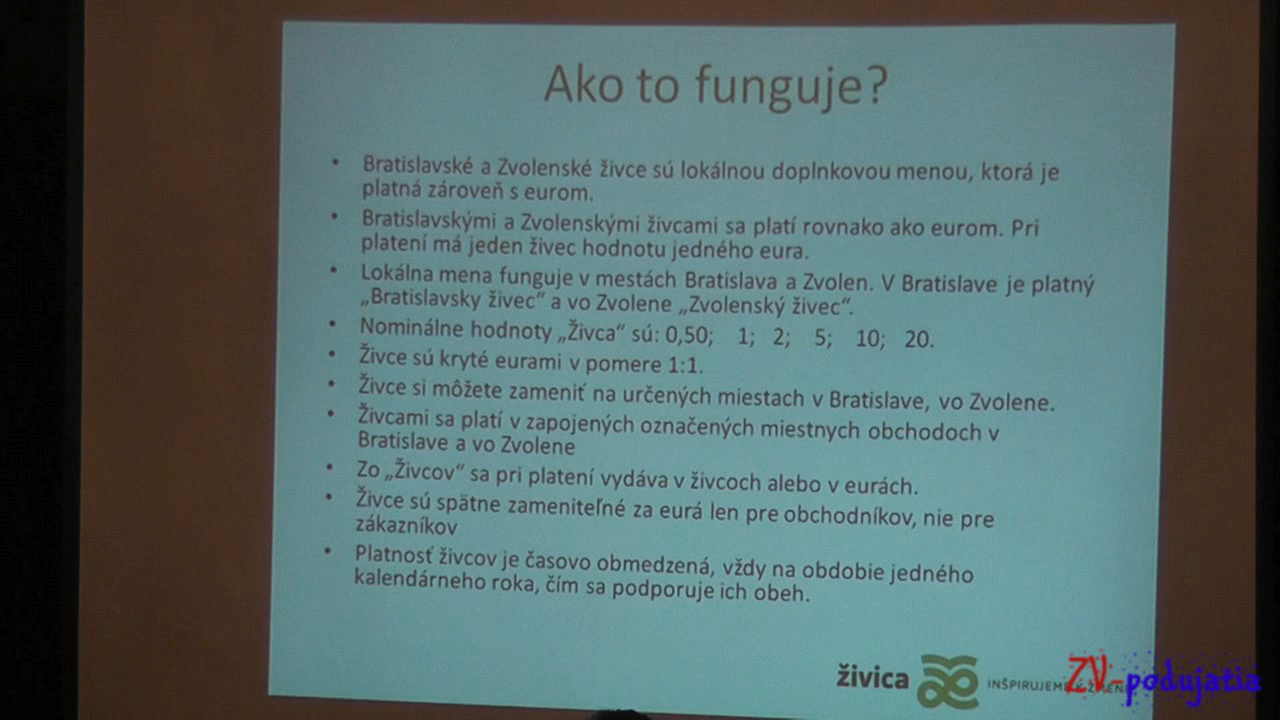 Ako to funguje?
• Bratislavské a Zvolenské živce sú lokálnou doplnkovou menou, ktorá je
platná zároveň s eurom.
• Bratislavskými a Zvolenskými živcami sa platí rovnako ako eurom. Pri
platení má jeden živec hodnotu jedného eura.
• Lokálna mena funguje v mestách Bratislava a Zvolen. V Bratislave je platný
„Bratislavsky živec“ a vo Zvolene „Zvolenský živec“.
• Nominálne hodnoty „Živca“ sú: 0,50; 1; 2; 5; 10; 20.
• Živce sú kryté eurami v pomere 1:1.
• Živce si môžete zameniť na určených miestach v Bratislave, vo Zvolene.
• Živcami sa platí v zapojených označených miestnych obchodoch v
Bratislave a vo Zvolene
• Zo „Živcov“ sa pri platení vydáva v živcoch alebo v eurách.
• Živce sú spätne zameniteľné za eurá len pre obchodníkov, nie pre
zákazníkov
• Platnosť živcov je časovo obmedzená, vždy na obdobie jedného
kalendárneho roka, čím sa podporuje ich obeh.
živica
INŠPIRUJEME
ZV-podujatia